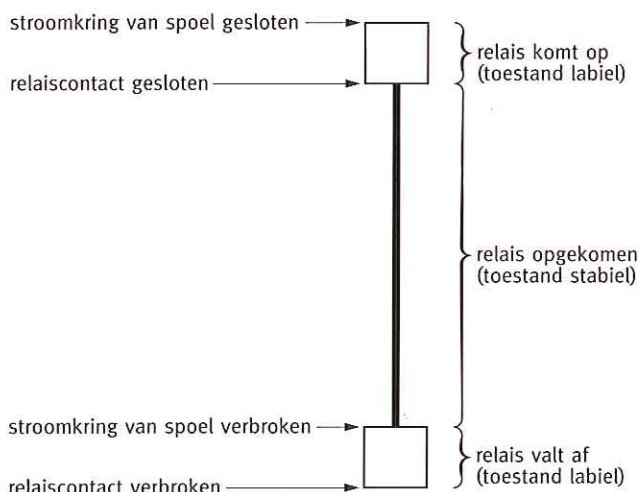 stroomkring van spoel gesloten
relais komt op
(toestand labiel)
relaiscontact gesloten
relais opgekomen
(toestand stabiel)
stroomkring van spoel verbroken
relais valt af
(toestand labiel)
relaiscontact verbroken